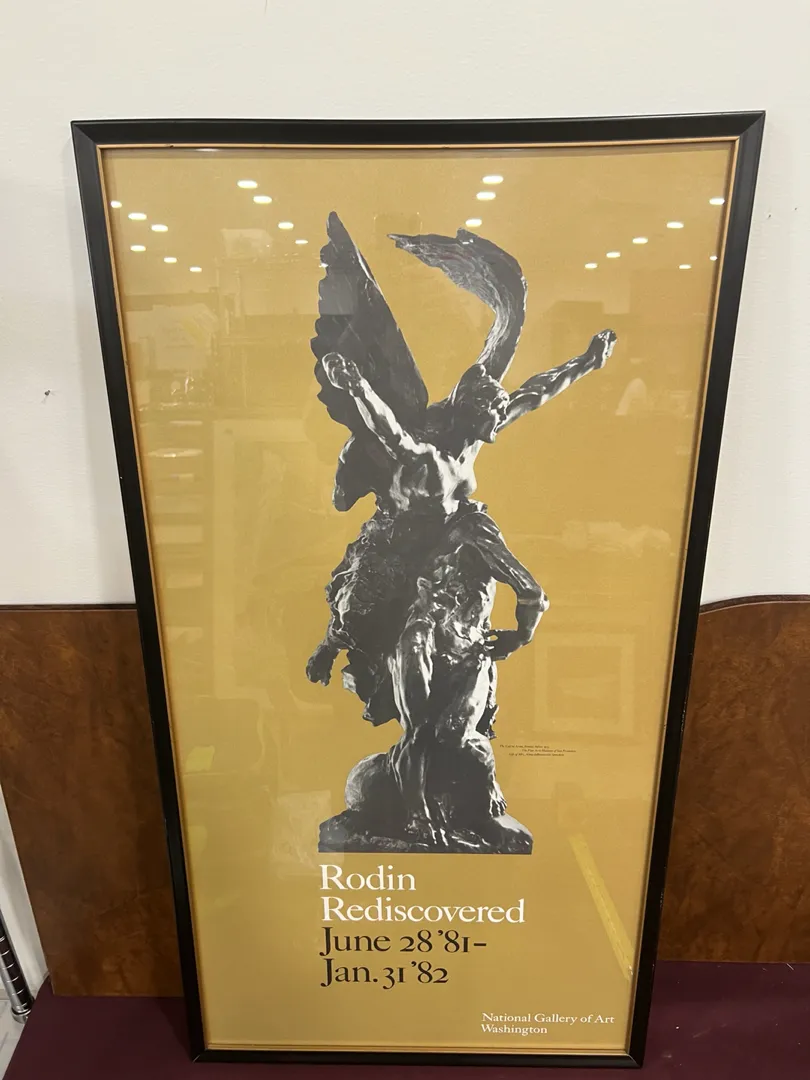 Rodin
Rediscovered
June 28 '81–
Jan. 31 '82
National Gallery of Art
Washington